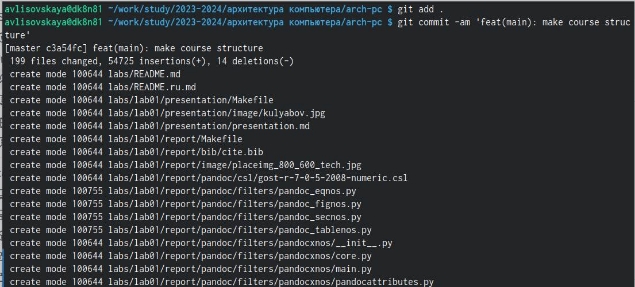 avlisovskaya@dk8n81 ~/work/study/2023-2024/архитектура компьютера/arch-pc $ git add .
avlisovskaya@dk8n81 ~/work/study/2023-2024/архитектура компьютера/arch-pc $ git commit -am 'feat(main): make course struc
ture'
[master c3a54fc] feat(main): make course structure
199 files changed, 54725 insertions(+), 14 deletions(-)
create mode 100644 labs/README.md
create mode 100644 labs/README.ru.md
create mode 100644 labs/lab01/presentation/Makefile
create mode 100644 labs/lab01/presentation/image/kulyabov.jpg
create mode 100644 labs/lab01/presentation/presentation.md
create mode 100644 labs/lab01/report/Makefile
create mode 100644 labs/lab01/report/bib/cite.bib
create mode 100644 labs/lab01/report/image/placeimg_800_600_tech.jpg
create mode 100644 labs/lab01/report/pandoc/csl/gost-r-7-0-5-2008-numeric.csl
create mode 100755 labs/lab01/report/pandoc/filters/pandoc_eqnos.py
create mode 100755 labs/lab01/report/pandoc/filters/pandoc_fignos.py
create mode 100755 labs/lab01/report/pandoc/filters/pandoc_secnos.py
create mode 100755 labs/lab01/report/pandoc/filters/pandoc_tablenos.py
create mode 100644 labs/lab01/report/pandoc/filters/pandocxnos/__init__.py
create mode 100644 labs/lab01/report/pandoc/filters/pandocxnos/core.py
create mode 100644 labs/lab01/report/pandoc/filters/pandocxnos/main.py
create mode 100644 labs/lab01/report/pandoc/filters/pandocxnos/pandocattributes.py